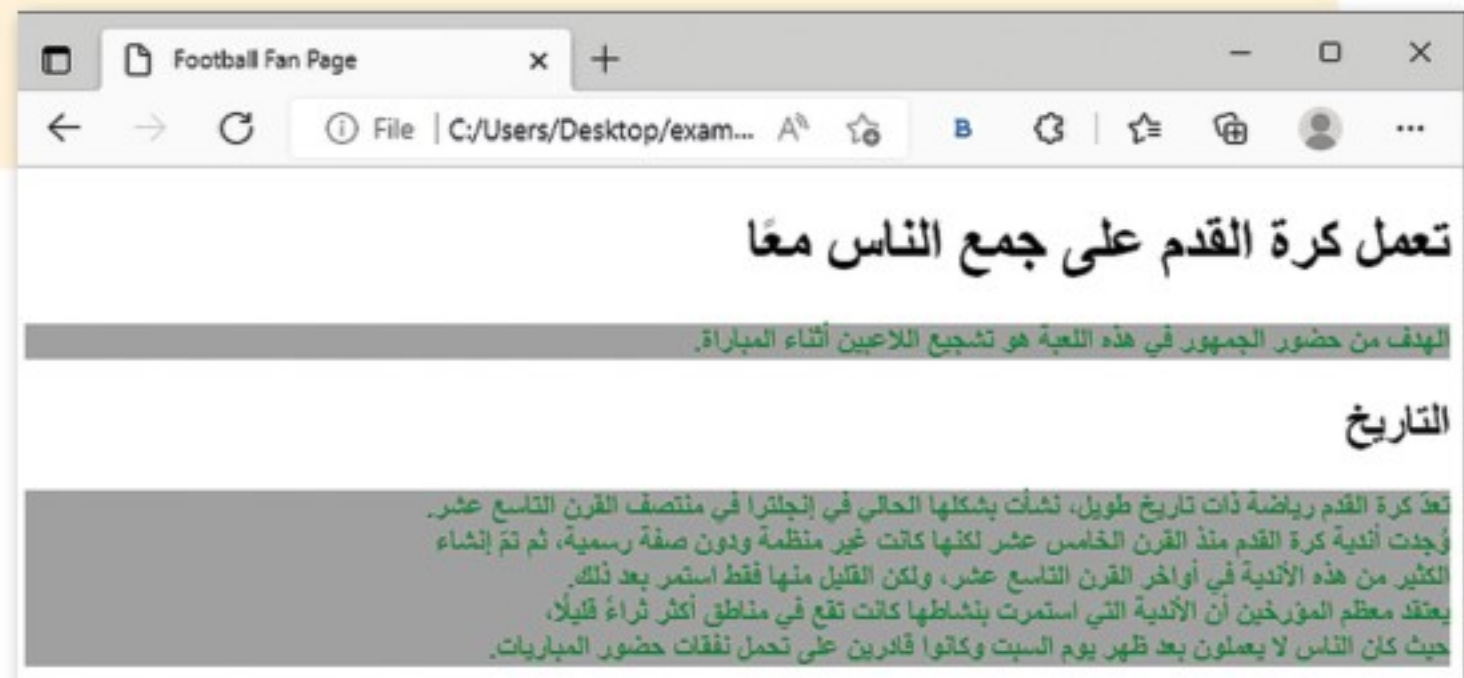 Football Fan Page
File | C:/Users/Desktop/exam...
B
تعمل كرة القدم على جمع الناس معًا
الهدف من حضور الجمهور في هذه اللعبة هو تشجيع اللاعبين أثناء المباراة.
التاريخ
تعدّ كرة القدم رياضة ذات تاريخ طويل، نشأت بشكلها الحالي في إنجلترا في منتصف القرن التاسع عشر.
وُجدت أندية كرة القدم منذ القرن الخامس عشر لكنها كانت غير منظمة ودون صفة رسمية، ثم تمّ إنشاء
الكثير من هذه الأندية في أواخر القرن التاسع عشر، ولكن القليل منها فقط استمر بعد ذلك.
يعتقد معظم المؤرخين أن الأندية التي استمرت بنشاطها كانت تقع في مناطق أكثر ثراءً قليلًا،
حيث كان الناس لا يعملون بعد ظهر يوم السبت وكانوا قادرين على تحمل نفقات حضور المباريات.